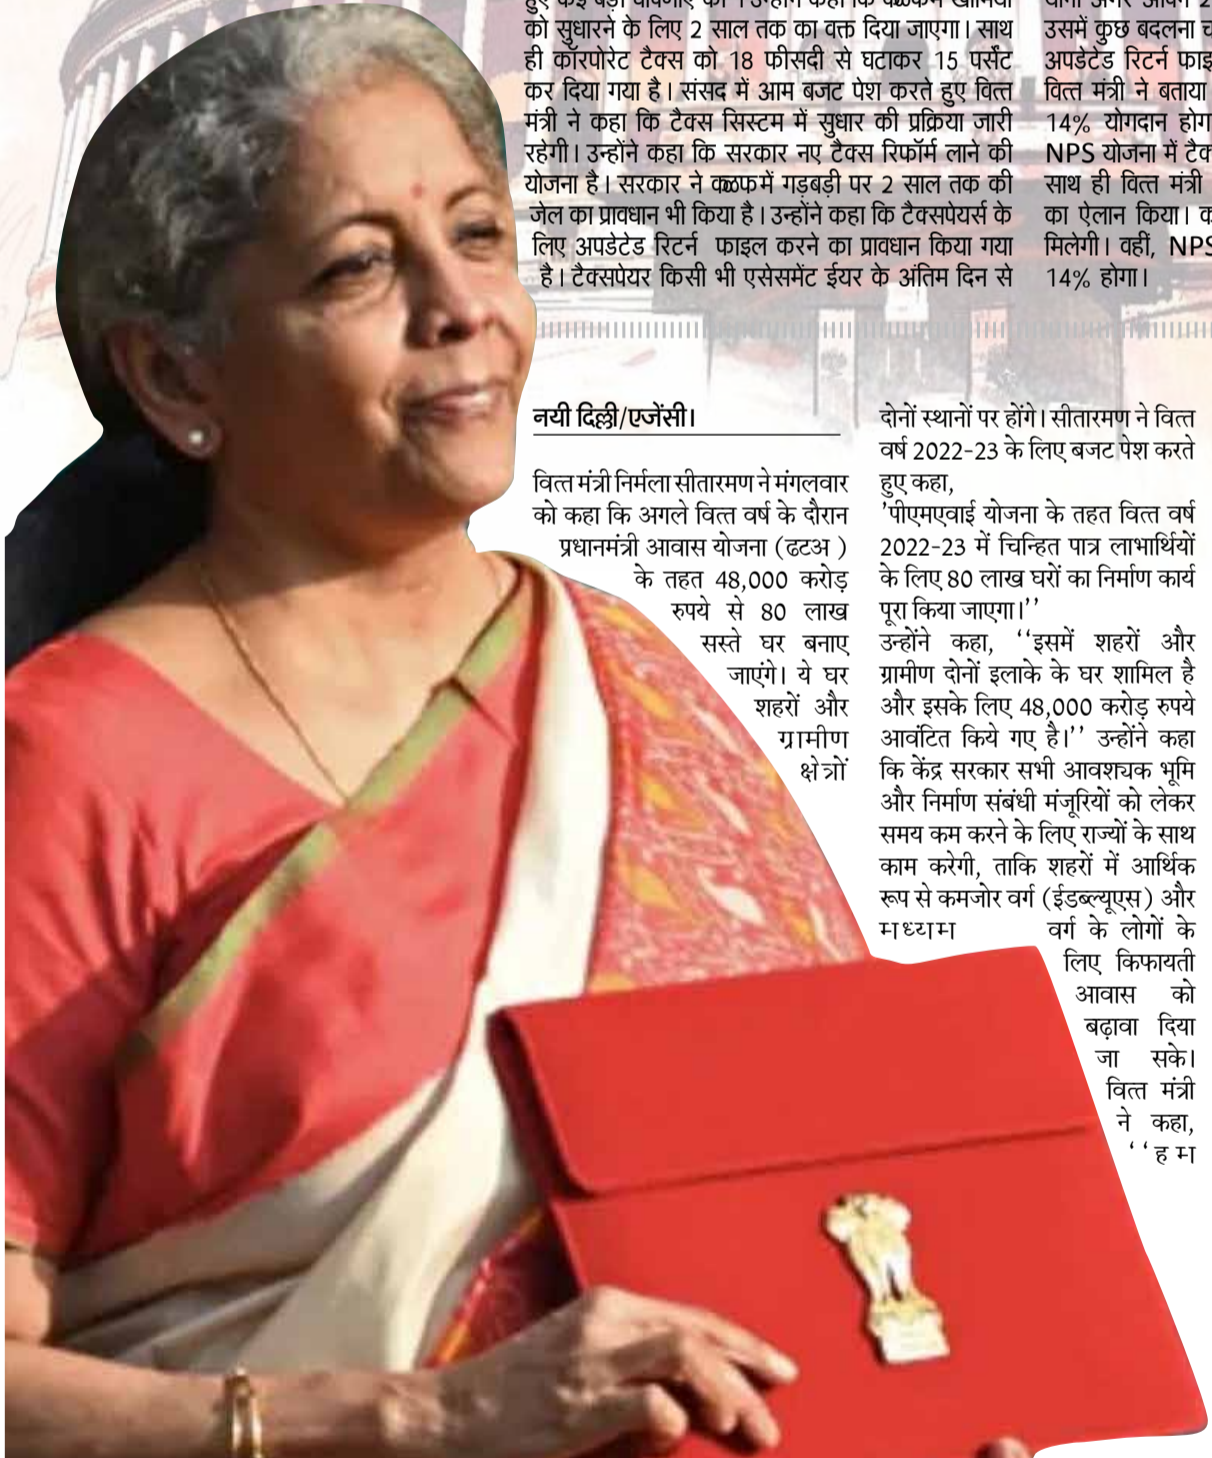 को सुधारने के लिए 2 साल तक का वक्त दिया जाएगा। साथ
ही कॉरपोरेट टैक्स को 18 फीसदी से घटाकर 15 पर्सेंट
कर दिया गया है। संसद में आम बजट पेश करते हुए वित्त
मंत्री ने कहा कि टैक्स सिस्टम में सुधार की प्रक्रिया जारी
रहेगी। उन्होंने कहा कि सरकार नए टैक्स रिफॉर्म लाने की
योजना है। सरकार ने कळफमें गड़बड़ी पर 2 साल तक की
जेल का प्रावधान भी किया है। उन्होंने कहा कि टैक्सपेयर्स के
लिए अपडेटेड रिटर्न फाइल करने का प्रावधान किया गया
है। टैक्सपेयर किसी भी एसेसमेंट ईयर के अंतिम दिन से
उसमें कुछ बदलना
अपडेटेड रिटर्न
वित्त मंत्री ने बताया
14% योगदान
NPS योजना में
साथ ही वित्त मंत्री
का ऐलान किया।
मिलेगी। वहीं, NPS
14% होगा।
नयी दिल्ली/एजेंसी।
वित्त मंत्री निर्मला सीतारमण ने मंगलवार
को कहा कि अगले वित्त वर्ष के दौरान
प्रधानमंत्री आवास योजना (ढटअ )
के तहत 48,000 करोड़
रुपये से 80 लाख
सस्ते घर बनाए
जाएंगे। ये घर
शहरों और
ग्रामीण
क्षेत्रों
दोनों स्थानों पर होंगे। सीतारमण ने वित्त
वर्ष 2022-23 के लिए बजट पेश करते
हुए कहा,
'पीएमएवाई योजना के तहत वित्त वर्ष
2022-23 में चिन्हित पात्र लाभार्थियों
के लिए 80 लाख घरों का निर्माण कार्य
पूरा किया जाएगा।''
उन्होंने कहा, ''इसमें शहरों और
ग्रामीण दोनों इलाके के घर शामिल है
और इसके लिए 48,000 करोड़ रुपये
आवंटित किये गए है।'' उन्होंने कहा
कि केंद्र सरकार सभी आवश्यक भूमि
और निर्माण संबंधी मंजूरियों को लेकर
समय कम करने के लिए राज्यों के साथ
काम करेगी, ताकि शहरों में आर्थिक
रूप से कमजोर वर्ग (ईडब्ल्यूएस) और
मध्यम वर्ग के लोगों के
लिए किफायती
आवास को
बढ़ावा दिया
जा सके।
वित्त मंत्री
ने कहा,
''हम